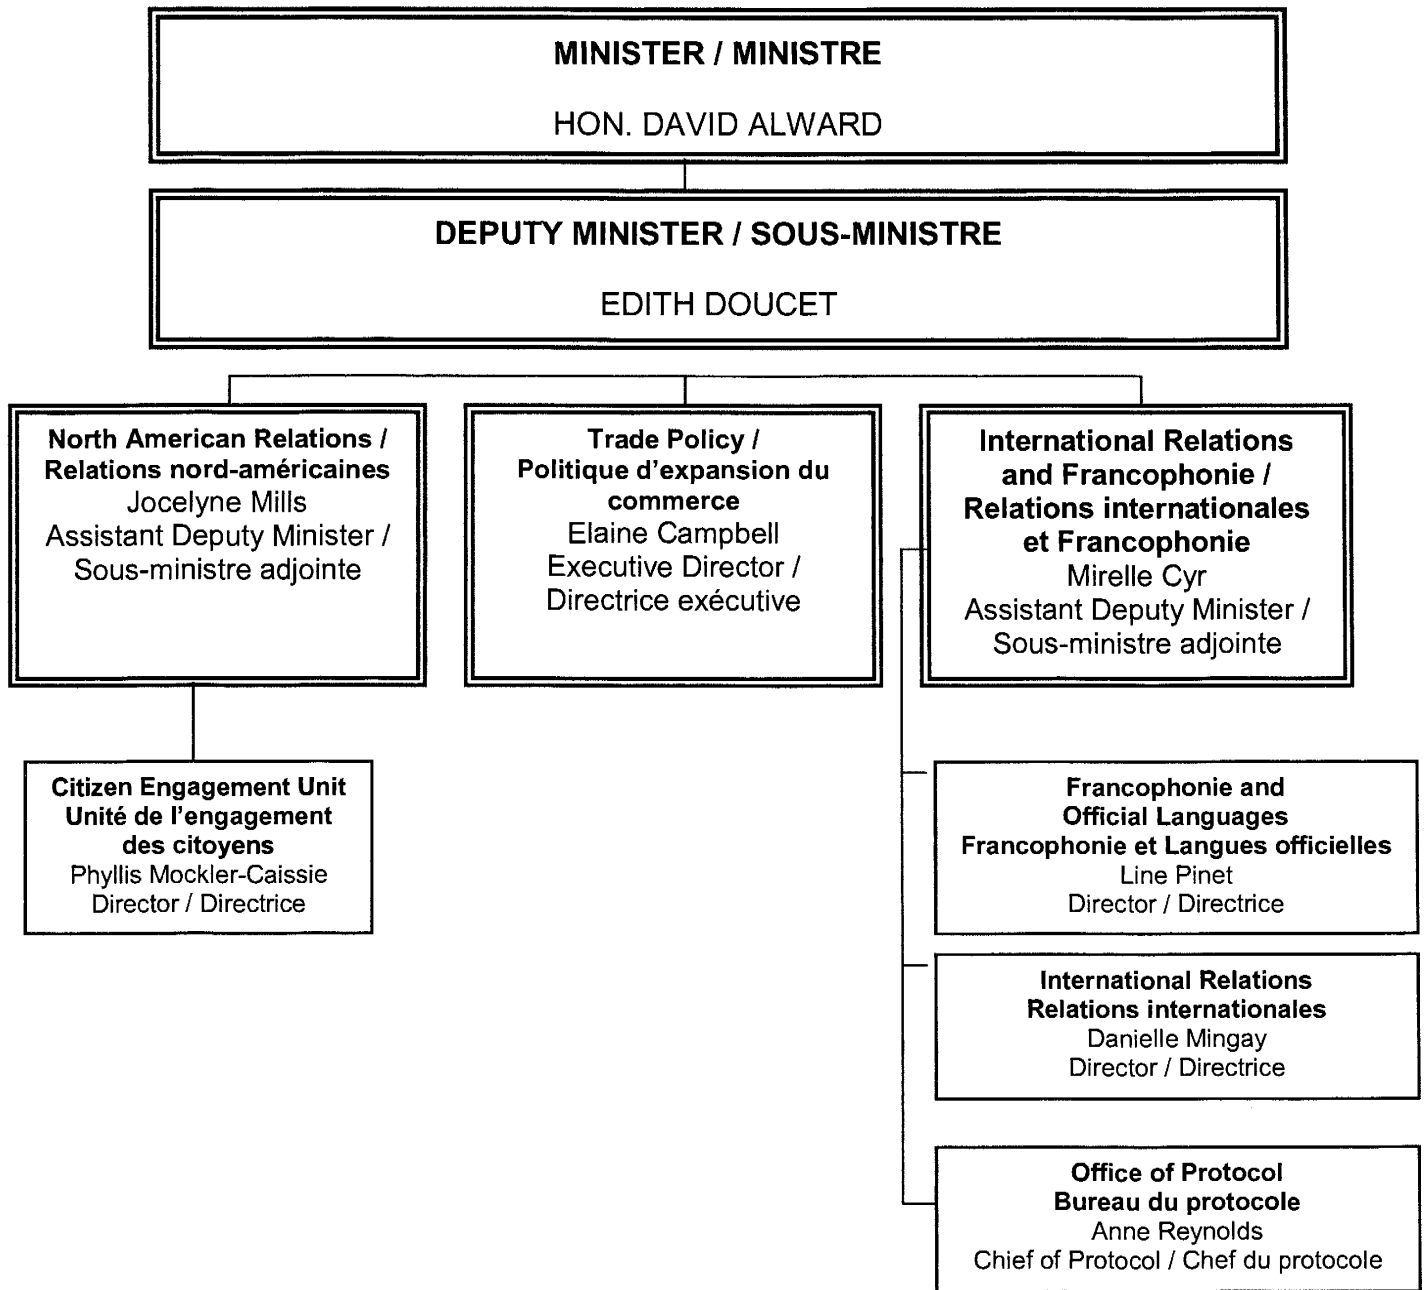 MINISTER / MINISTRE
HON. DAVID ALWARD
DEPUTY MINISTER / SOUS-MINISTRE
EDITH DOUCET
North American Relations /
Relations nord-américaines
Jocelyne Mills
Assistant Deputy Minister /
Sous-ministre adjointe
Trade Policy /
Politique d'expansion du
commerce
Elaine Campbell
Executive Director /
Directrice exécutive
International Relations
and Francophonie /
Relations internationales
et Francophonie
Mirelle Cyr
Assistant Deputy Minister /
Sous-ministre adjointe
Citizen Engagement Unit
Unité de l'engagement
des citoyens
Phyllis Mockler-Caissie
Director / Directrice
Francophonie and
Official Languages
Francophonie et Langues officielles
Line Pinet
Director / Directrice
International Relations
Relations internationales
Danielle Mingay
Director / Directrice
Office of Protocol
Bureau du protocole
Anne Reynolds
Chief of Protocol / Chef du protocole